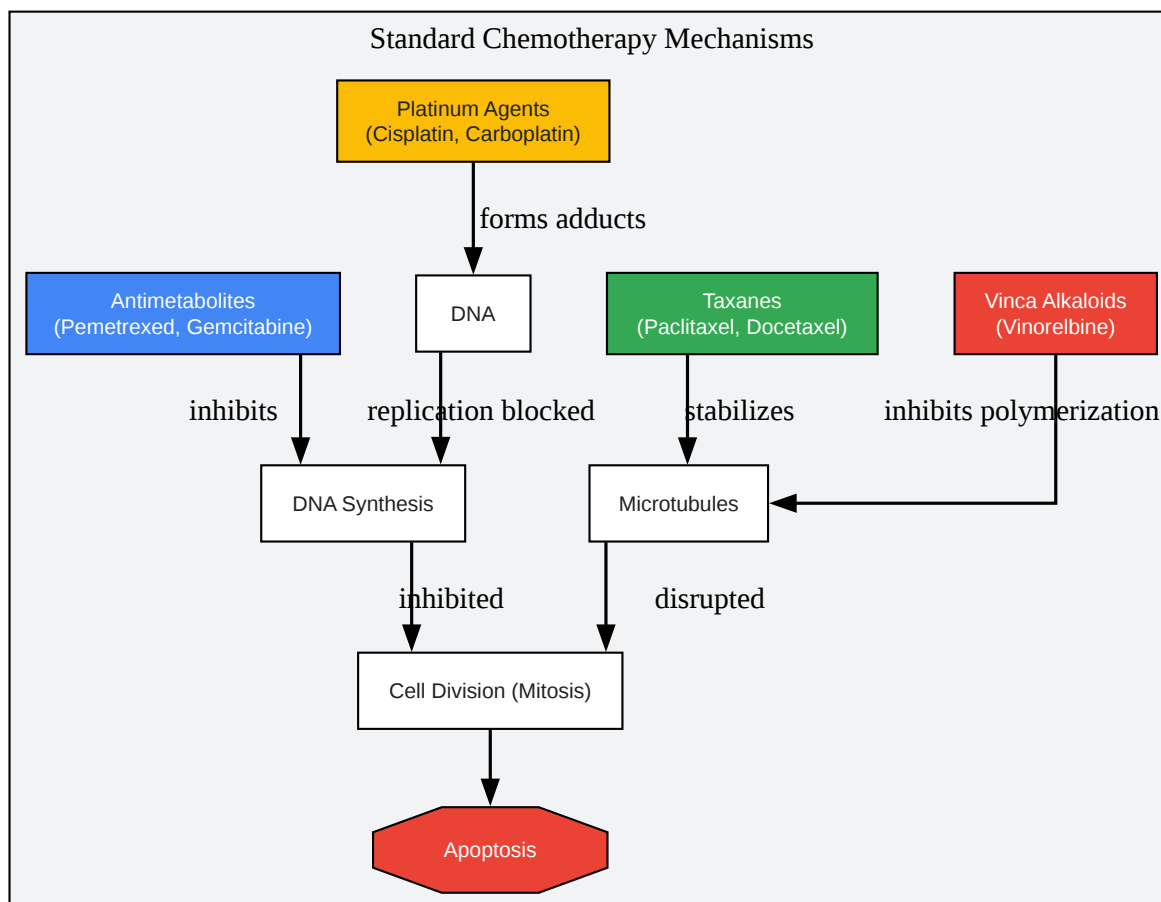 Standard Chemotherapy Mechanisms
Platinum Agents
(Cisplatin, Carboplatin)
forms adducts
Antimetabolites
(Pemetrexed, Gemcitabine)
DNA
Taxanes
(Paclitaxel, Docetaxel)
Vinca Alkaloids
(Vinorelbine)
inhibits
replication blocked
stabilizes
inhibits polymerization
DNA Synthesis
Microtubules
inhibited
disrupted
Cell Division (Mitosis)
Apoptosis